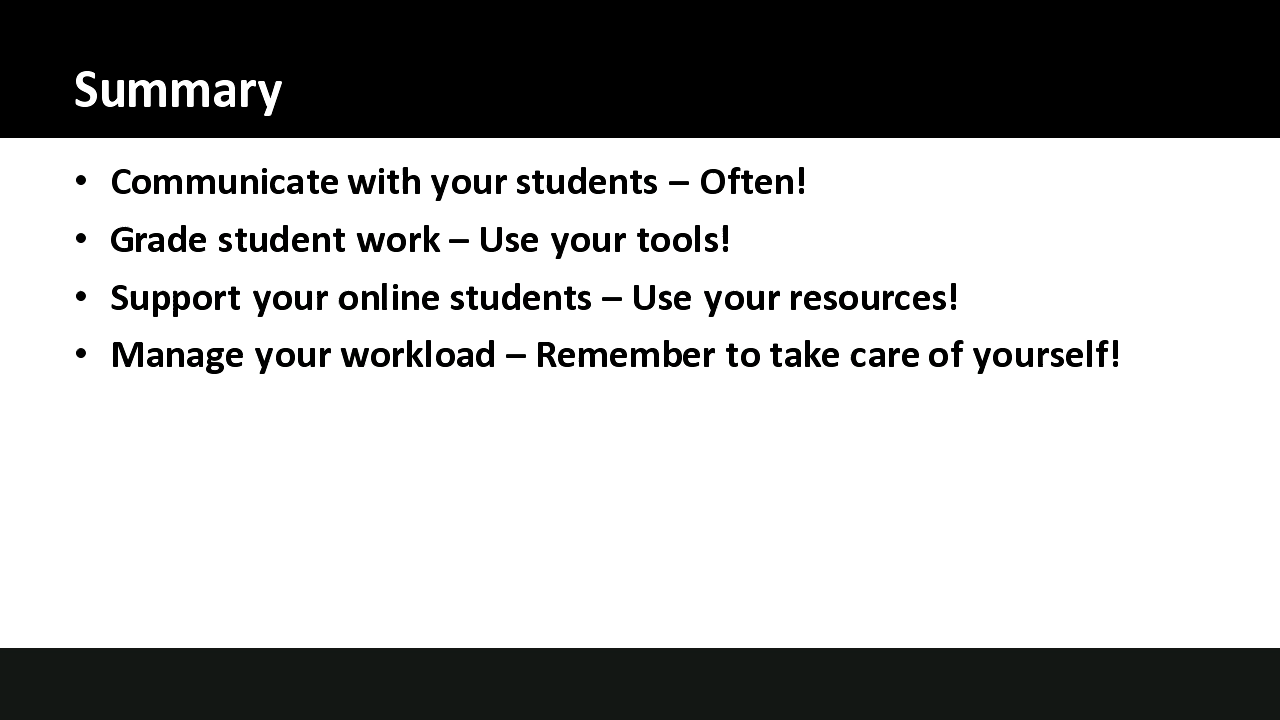 Summary
• Communicate with your students – Often!
• Grade student work – Use your tools!
• Support your online students – Use your resources!
• Manage your workload – Remember to take care of yourself!